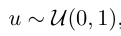 u ∼ 𝒰(0, 1),